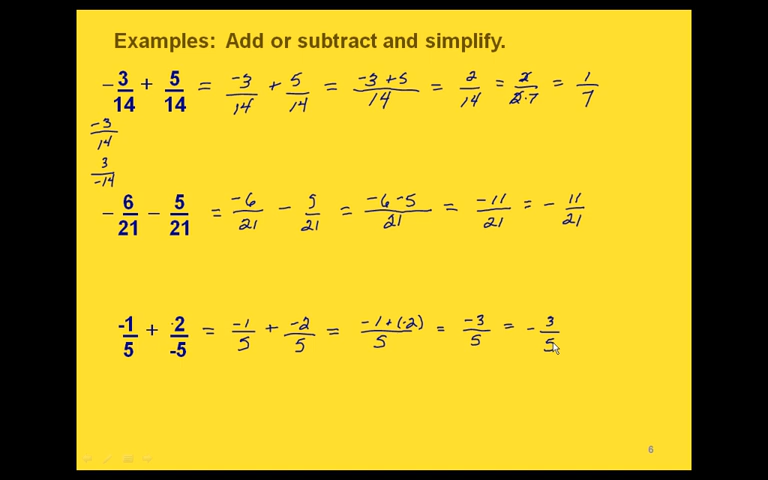 Examples: Add or subtract and simplify.
-3/14 + 5/14 = -3/14 + 5/14 = -3+5/14 = 2/14 = 2/2·7 = 1/7
-3/14
3/-14
-6/21 - 5/21 = -6/21 - 5/21 = -6-5/21 = -11/21 = -11/21
-1/5 + 2/-5 = -1/5 + -2/5 = -1+(-2)/5 = -3/5 = -3/5
6